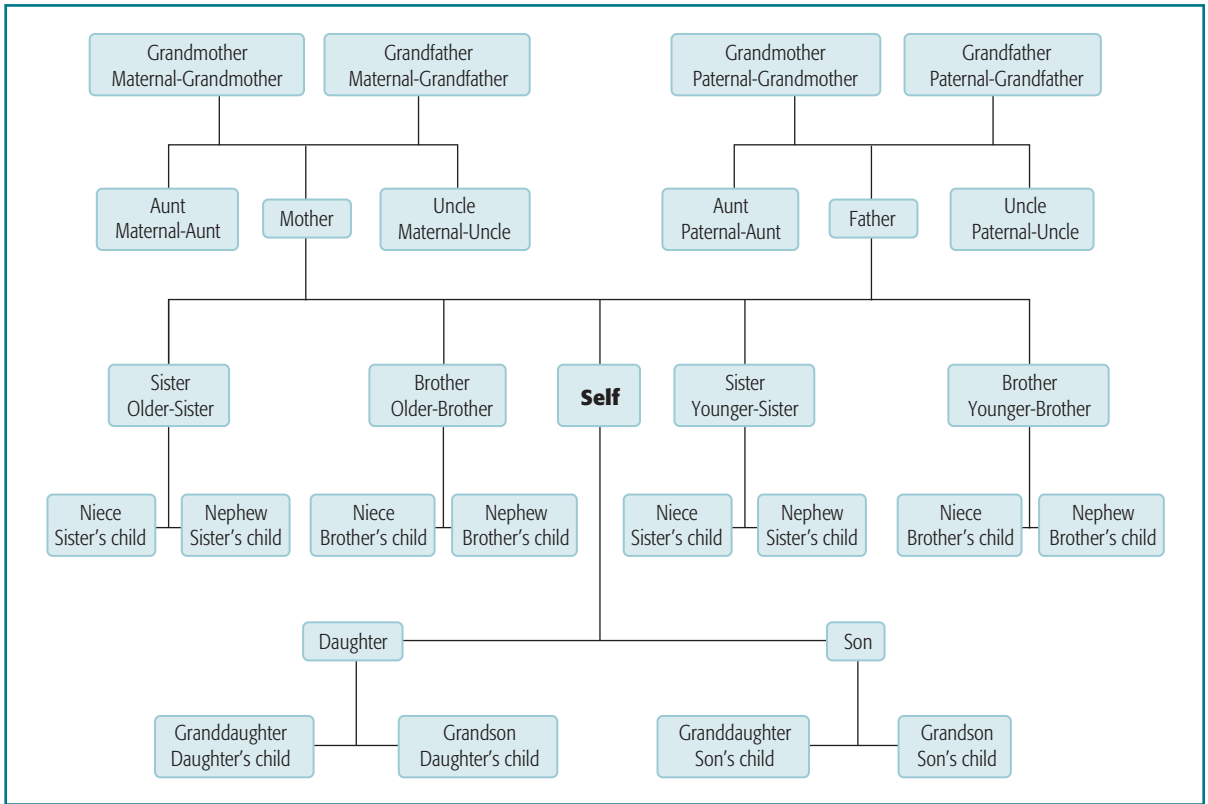 Grandmother
Maternal-Grandmother
Grandfather
Maternal-Grandfather
Grandmother
Paternal-Grandmother
Grandfather
Paternal-Grandfather
Aunt
Maternal-Aunt
Mother
Uncle
Maternal-Uncle
Aunt
Paternal-Aunt
Father
Uncle
Paternal-Uncle
Sister
Older-Sister
Brother
Older-Brother
Self
Sister
Younger-Sister
Brother
Younger-Brother
Niece
Sister's child
Nephew
Sister's child
Niece
Brother's child
Nephew
Brother's child
Niece
Sister's child
Nephew
Sister's child
Niece
Brother's child
Nephew
Brother's child
Daughter
Son
Granddaughter
Daughter's child
Grandson
Daughter's child
Granddaughter
Son's child
Grandson
Son's child